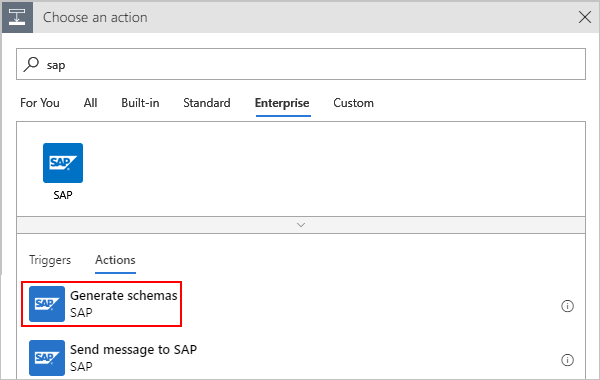 Choose an action
sap
For You All Built-in Standard Enterprise Custom
SAP
SAP
Triggers Actions
SAP
Generate schemas
SAP
SAP
Send message to SAP
SAP